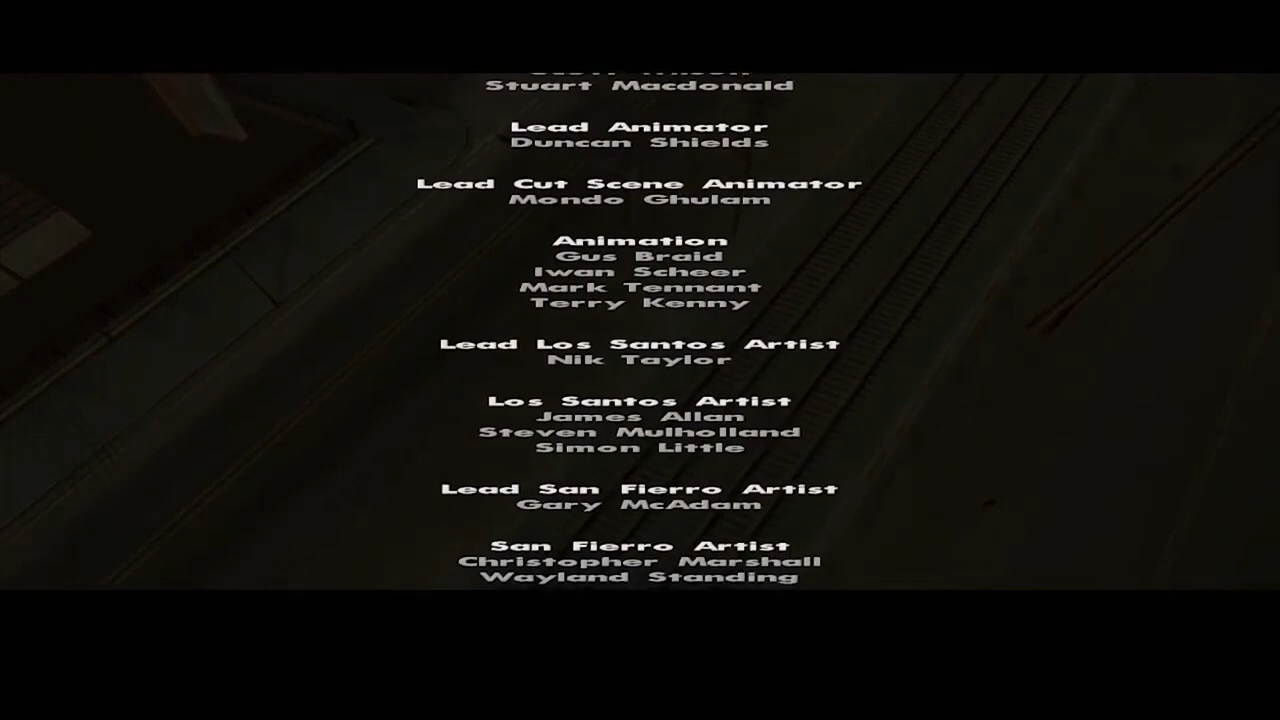 Stuart Macdonald
Lead Animator
Duncan Shields
Lead Cut Scene Animator
Mondo Ghulam
Animation
Gus Braid
Iwan Scheer
Mark Tennant
Terry Kenny
Lead Los Santos Artist
Nik Taylor
Los Santos Artist
James Allan
Steven Mulholland
Simon Little
Lead San Fierro Artist
Gary McAdam
San Fierro Artist
Christopher Marshall
Wayland Standing